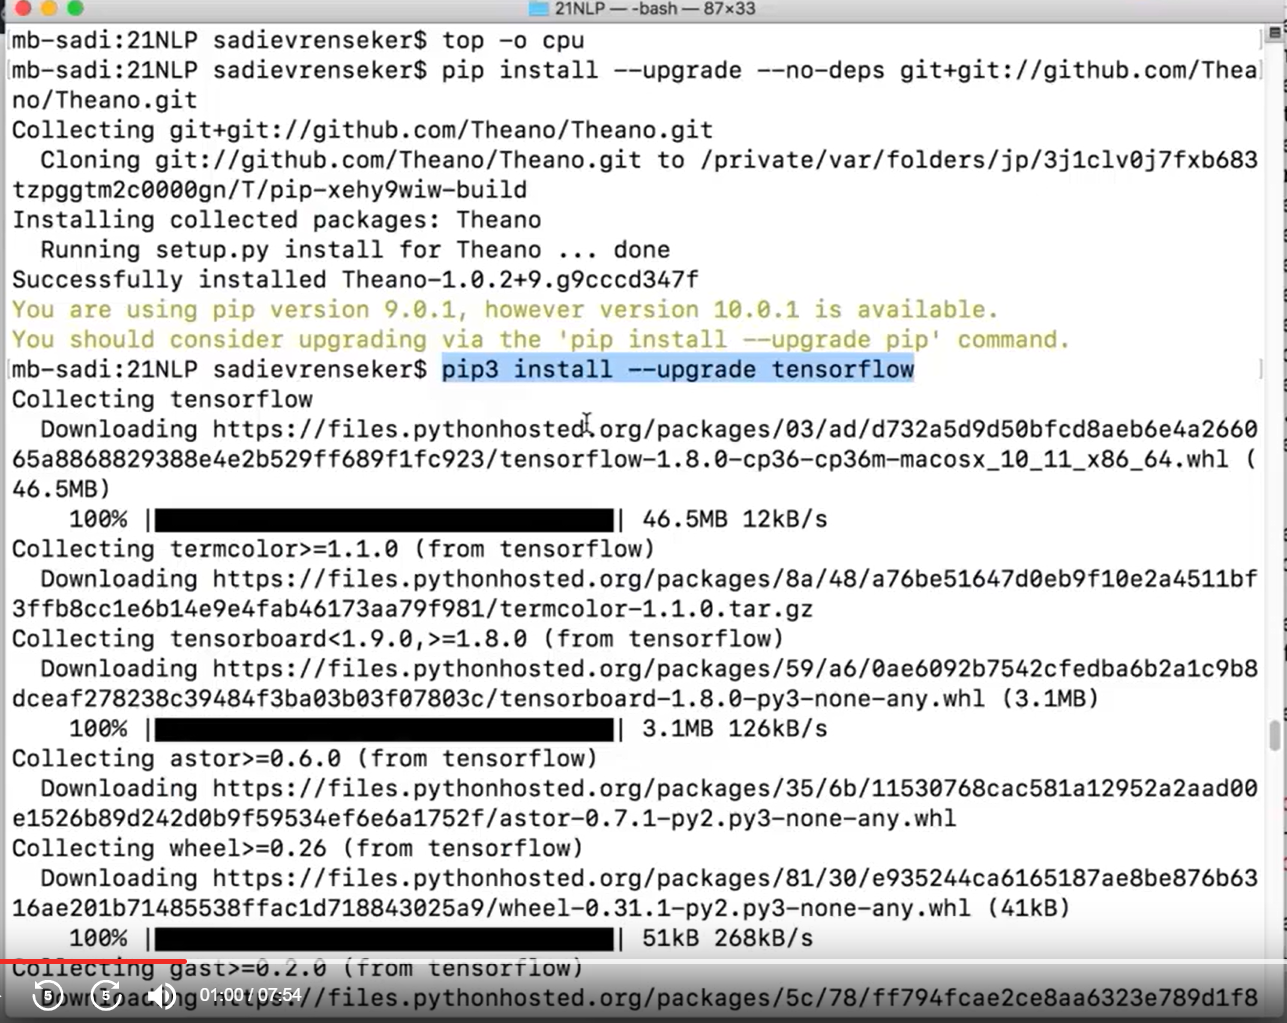 21NLP — -bash — 87×33
mb-sadi:21NLP sadievrenseker$ top -o cpu
mb-sadi:21NLP sadievrenseker$ pip install --upgrade --no-deps git+git://github.com/Thea
no/Theano.git
Collecting git+git://github.com/Theano/Theano.git
Cloning git://github.com/Theano/Theano.git to /private/var/folders/jp/3j1clv0j7fxb683
tzpggtm2c0000gn/T/pip-xehy9wiw-build
Installing collected packages: Theano
Running setup.py install for Theano ... done
Successfully installed Theano-1.0.2+9.g9cccd347f
You are using pip version 9.0.1, however version 10.0.1 is available.
You should consider upgrading via the 'pip install --upgrade pip' command.
mb-sadi:21NLP sadievrenseker$ pip3 install --upgrade tensorflow
Collecting tensorflow
Downloading https://files.pythonhosted.org/packages/03/ad/d732a5d9d50bfcd8aeb6e4a2660
65a8868829388e4e2b529ff689f1fc923/tensorflow-1.8.0-cp36-cp36m-macosx_10_11_x86_64.whl (
46.5MB)
100% |████████████████████████████████| 46.5MB 12kB/s
Collecting termcolor>=1.1.0 (from tensorflow)
Downloading https://files.pythonhosted.org/packages/8a/48/a76be51647d0eb9f10e2a4511bf
3ffb8cc1e6b14e9e4fab46173aa79f981/termcolor-1.1.0.tar.gz
Collecting tensorboard<1.9.0,>=1.8.0 (from tensorflow)
Downloading https://files.pythonhosted.org/packages/59/a6/0ae6092b7542cfedba6b2a1c9b8
dceaf278238c39484f3ba03b03f07803c/tensorboard-1.8.0-py3-none-any.whl (3.1MB)
100% |████████████████████████████████| 3.1MB 126kB/s
Collecting astor>=0.6.0 (from tensorflow)
Downloading https://files.pythonhosted.org/packages/35/6b/11530768cac581a12952a2aad00
e1526b89d242d0b9f59534ef6e6a1752f/astor-0.7.1-py2.py3-none-any.whl
Collecting wheel>=0.26 (from tensorflow)
Downloading https://files.pythonhosted.org/packages/81/30/e935244ca6165187ae8be876b63
16ae201b71485538ffac1d718843025a9/wheel-0.31.1-py2.py3-none-any.whl (41kB)
100% |████████████████████████████████| 51kB 268kB/s
Collecting gast>=0.2.0 (from tensorflow)
Downloading https://files.pythonhosted.org/packages/5c/78/ff794fcae2ce8aa6323e789d1f8
5 5 01:00 / 07:54